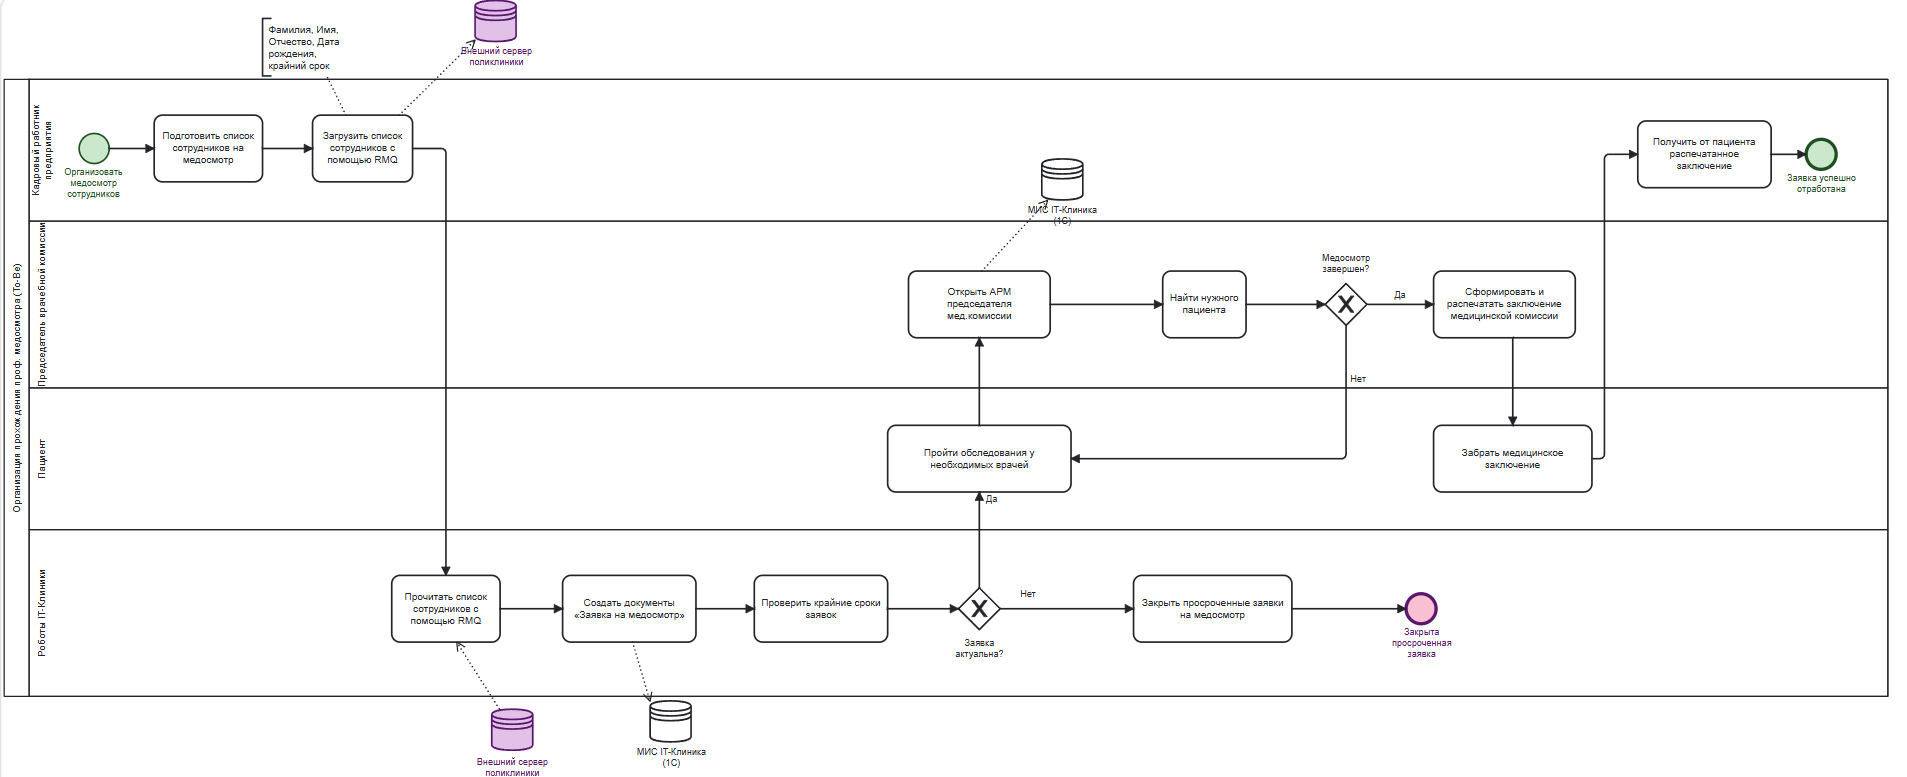 Фамилия, Имя,
Отчество, Дата
рождения,
крайний срок
Внешний сервер
поликлиники
Организация прохождения проф. медосмотра (To-Be)
Кадровый работник
предприятия
Организовать
медосмотр
сотрудников
Подготовить список
сотрудников на
медосмотр
Загрузить список
сотрудников с
помощью RMQ
МИС IT-Клиника
(1С)
Получить от пациента
распечатанное
заключение
Заявка успешно
отработана
Председатель врачебной комиссии
Открыть АРМ
председателя
мед.комиссии
Найти нужного
пациента
Медосмотр
завершен?
Да
Сформировать и
распечатать заключение
медицинской комиссии
Нет
Пациент
Пройти обследования у
необходимых врачей
Забрать медицинское
заключение
Да
Роботы IT-Клиники
Прочитать список
сотрудников с
помощью RMQ
Создать документы
«Заявка на медосмотр»
Проверить крайние сроки
заявок
Заявка
актуальна?
Нет
Закрыть просроченные заявки
на медосмотр
Закрыта
просроченная
заявка
Внешний сервер
поликлиники
МИС IT-Клиника
(1С)